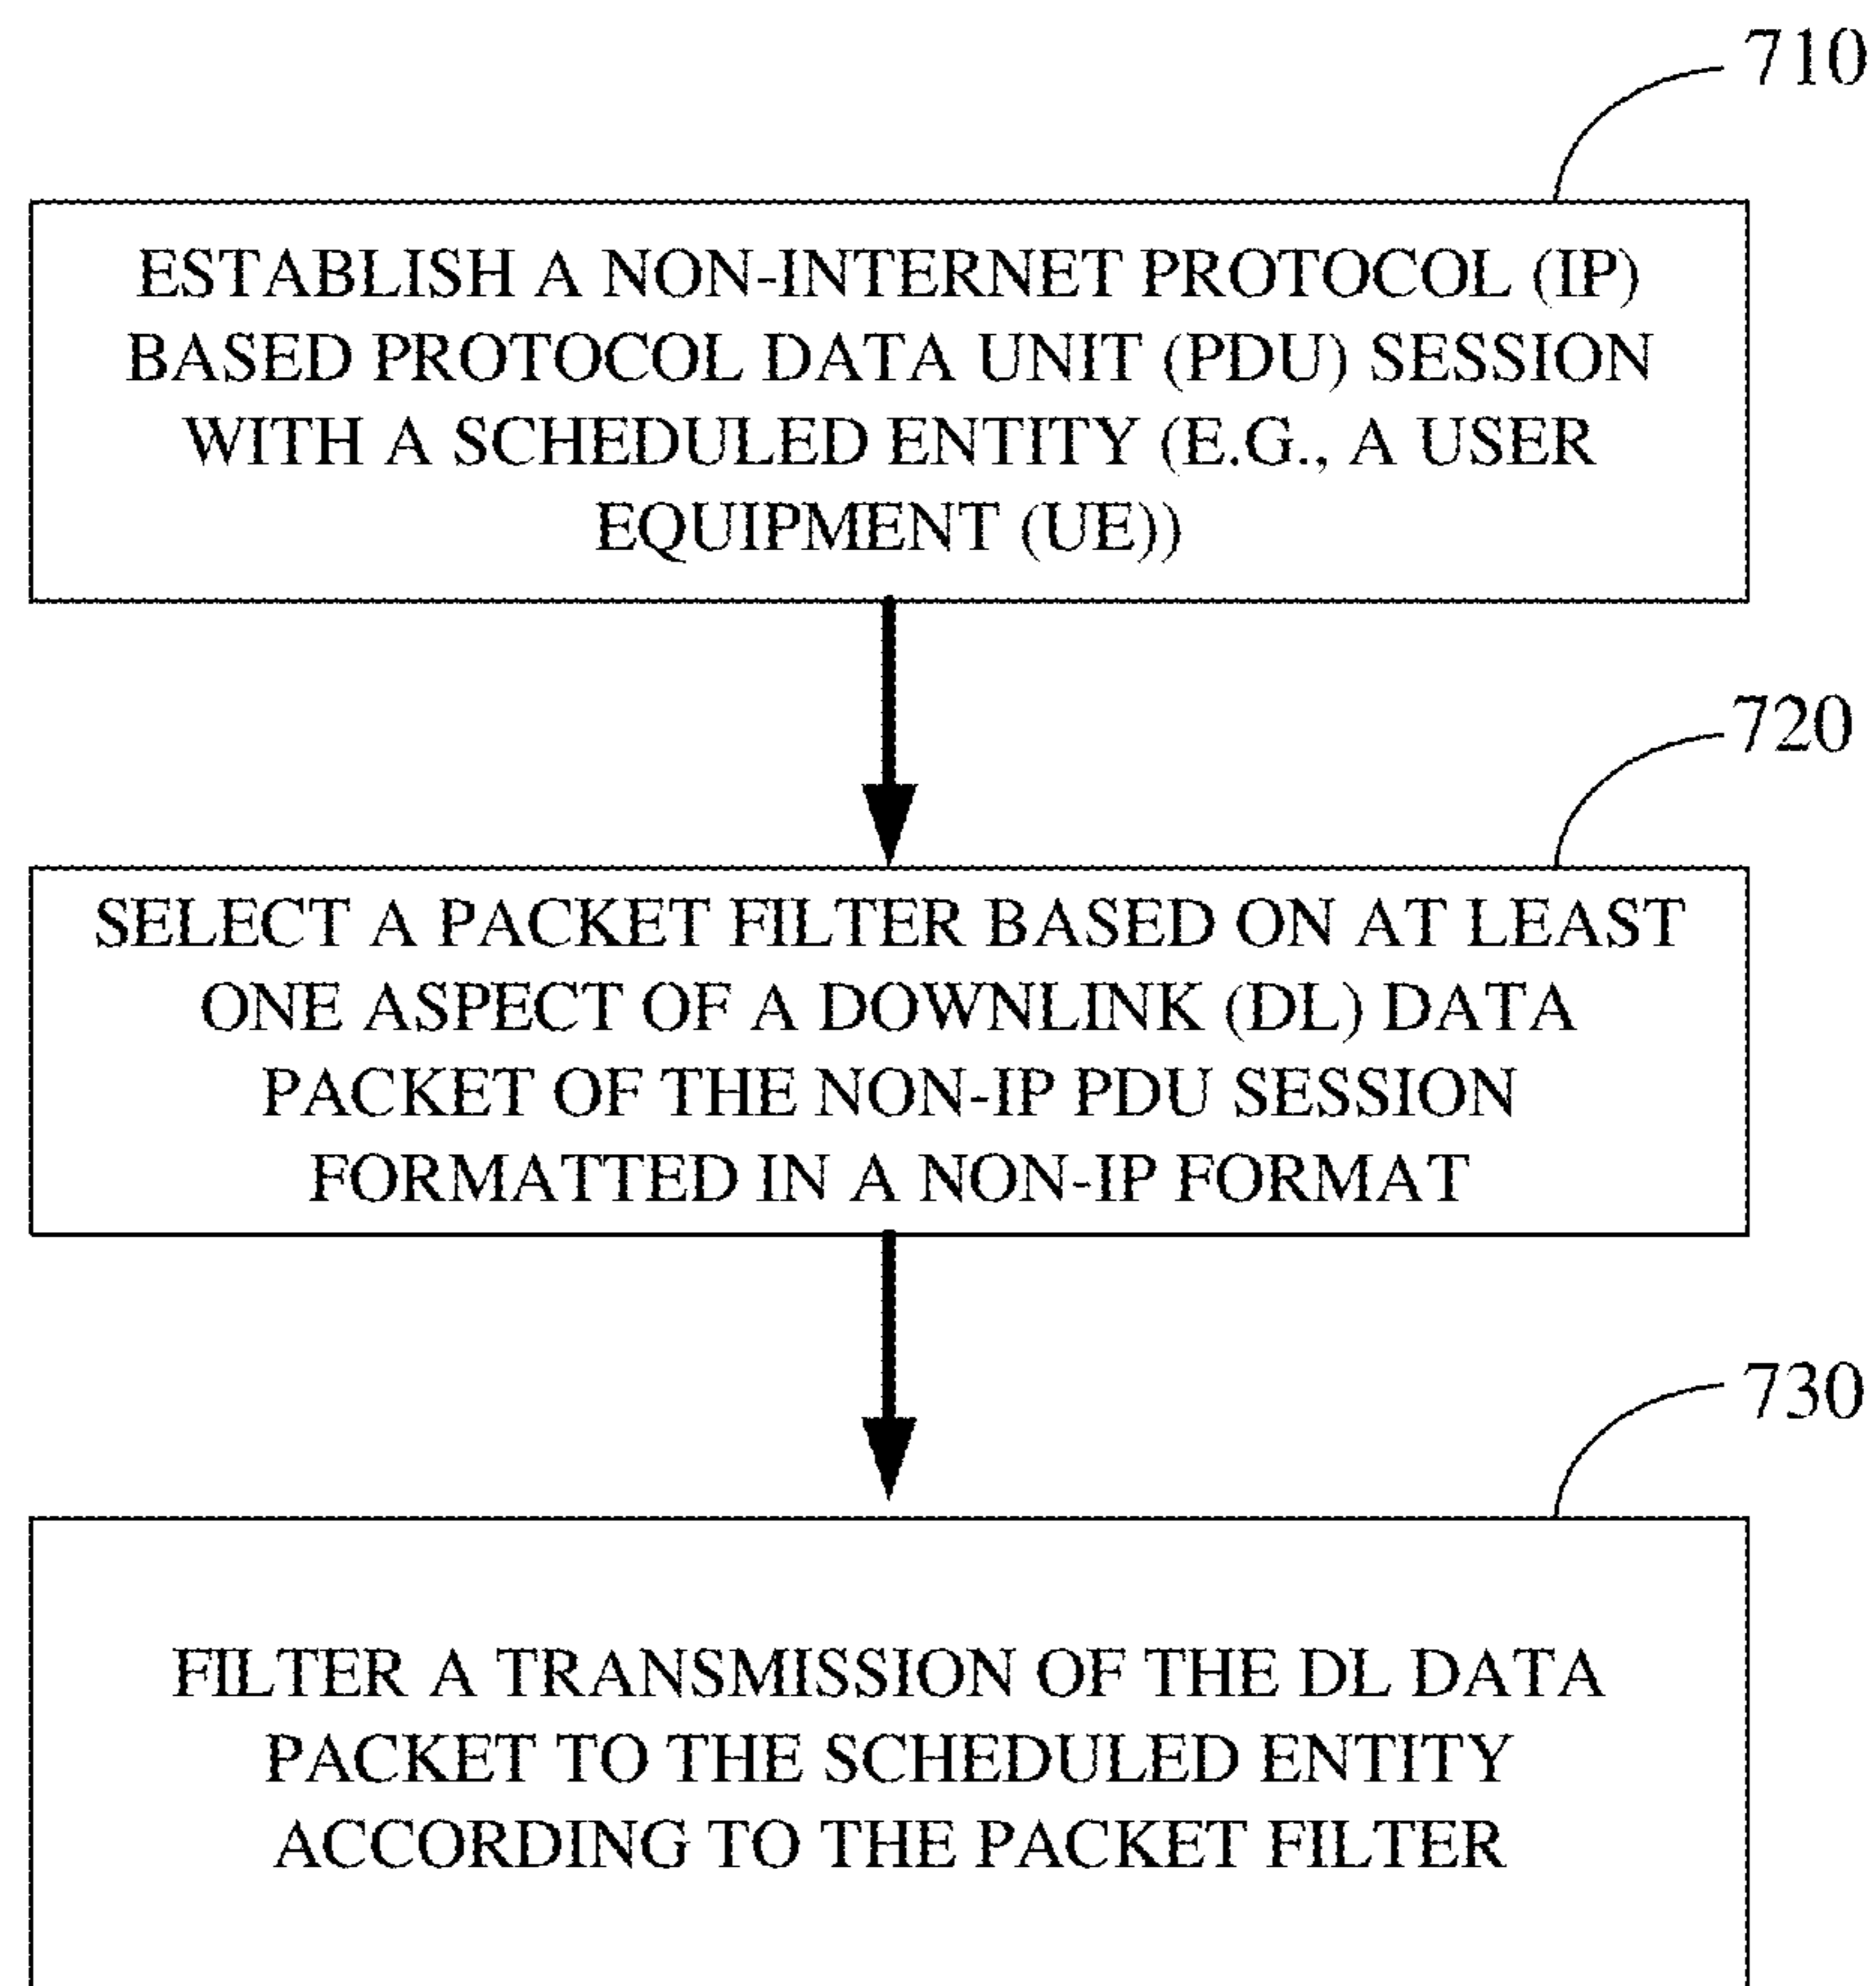 710
ESTABLISH A NON-INTERNET PROTOCOL (IP)
BASED PROTOCOL DATA UNIT (PDU) SESSION
WITH A SCHEDULED ENTITY (E.G., A USER
EQUIPMENT (UE))
720
SELECT A PACKET FILTER BASED ON AT LEAST
ONE ASPECT OF A DOWNLINK (DL) DATA
PACKET OF THE NON-IP PDU SESSION
FORMATTED IN A NON-IP FORMAT
730
FILTER A TRANSMISSION OF THE DL DATA
PACKET TO THE SCHEDULED ENTITY
ACCORDING TO THE PACKET FILTER